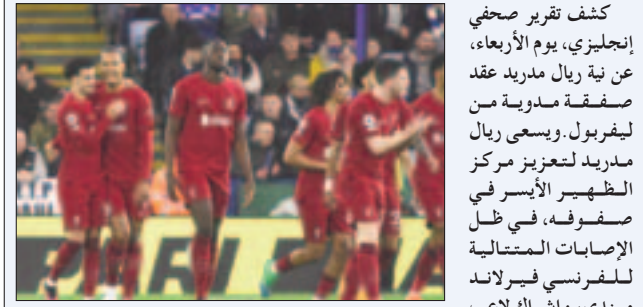 كشف تقرير صحفي
إنجليزي، يوم الأربعاء،
عن نية ريال مدريد عقد
صفقة مدوية من
ليفربول.ويسعى ريال
مدريد لتعزيز مركز
الظهير الأيسر في
صفوفه، في ظل
الإصابات المتتالية
للفرنسي فيرلاند